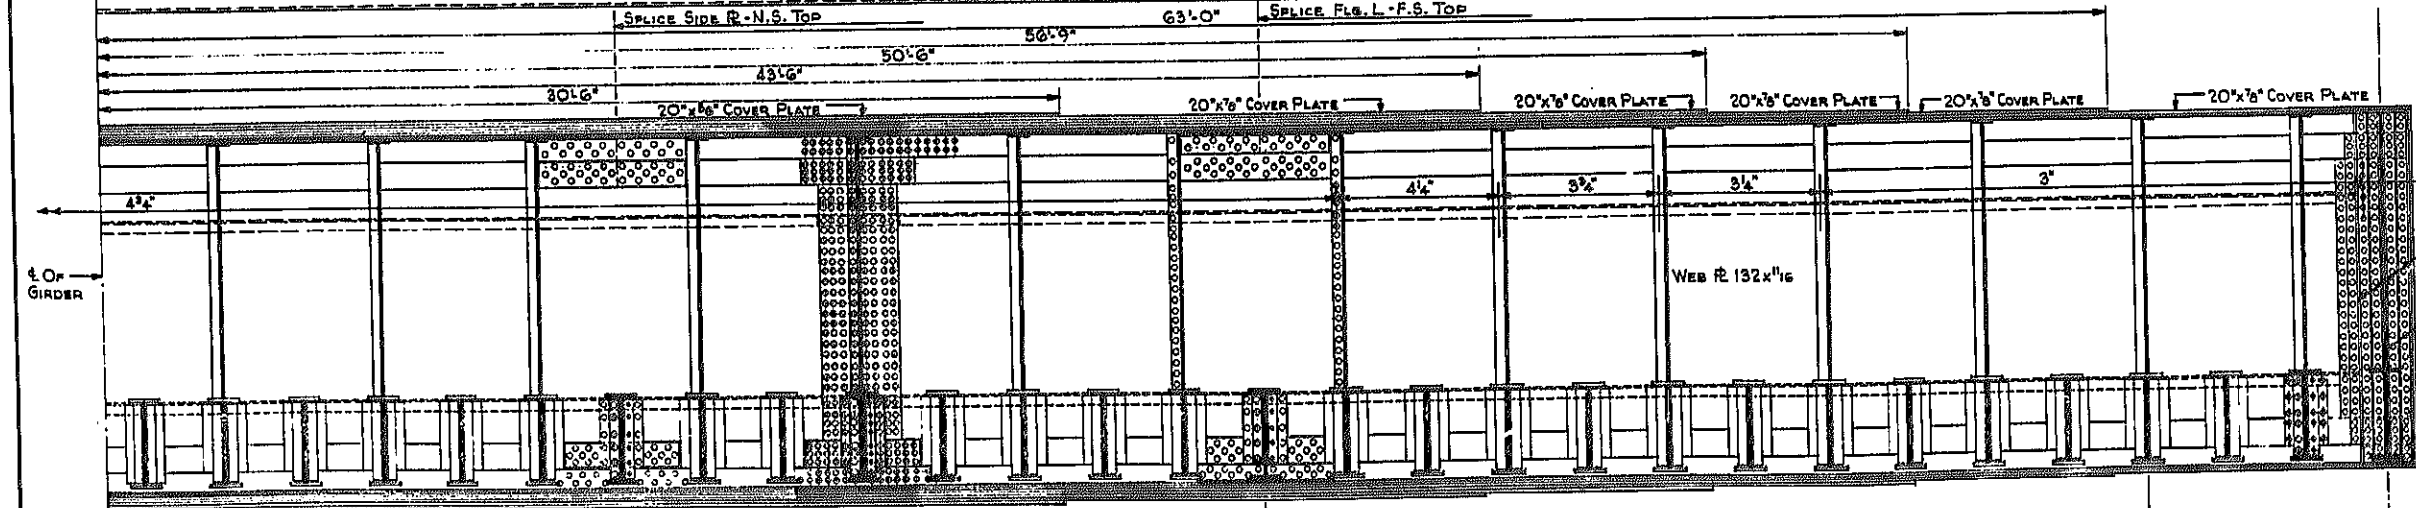 SPLICE SIDE ⅊-N.S. TOP
63'-0"
SPLICE FLG. L-F.S. TOP
56'-9"
50'-6"
43'-6"
30'-6"
20"x⅝" COVER PLATE
20"x⅞" COVER PLATE
20"x⅞" COVER PLATE
20"x⅞" COVER PLATE
20"x⅞" COVER PLATE
20"x⅞" COVER PLATE
4¾"
4¼"
3¾"
3¼"
3"
℄ OF
GIRDER
WEB ⅊ 132x11/16